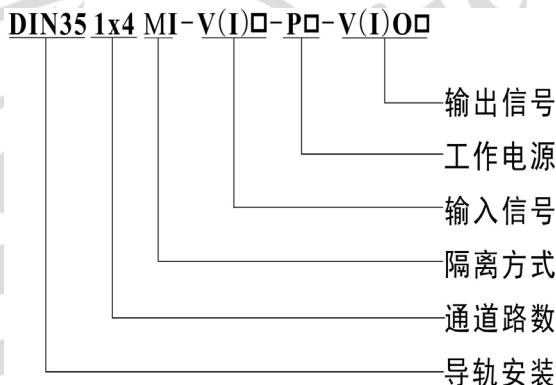 DIN35 1x4 MI-V(I)□-P□-V(I)O□
输出信号
工作电源
输入信号
隔离方式
通道路数
导轨安装